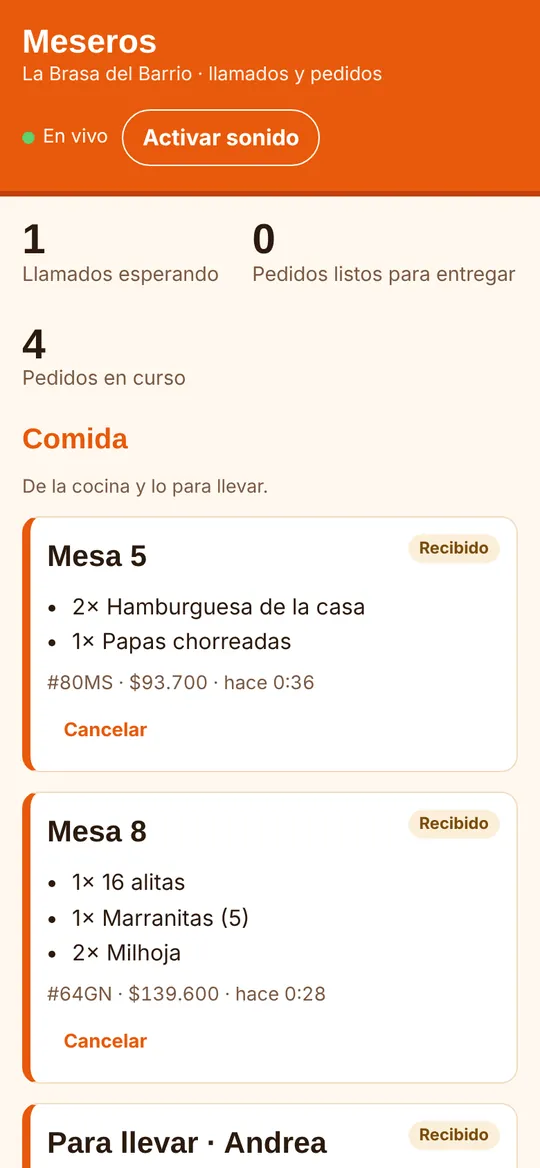 Meseros
La Brasa del Barrio · llamados y pedidos
En vivo
Activar sonido
1
Llamados esperando
0
Pedidos listos para entregar
4
Pedidos en curso
Comida
De la cocina y lo para llevar.
Mesa 5
Recibido
• 2× Hamburguesa de la casa
• 1× Papas chorreadas
#80MS · $93.700 · hace 0:36
Cancelar
Mesa 8
Recibido
• 1× 16 alitas
• 1× Marranitas (5)
• 2× Milhoja
#64GN · $139.600 · hace 0:28
Cancelar
Para llevar · Andrea
Recibido